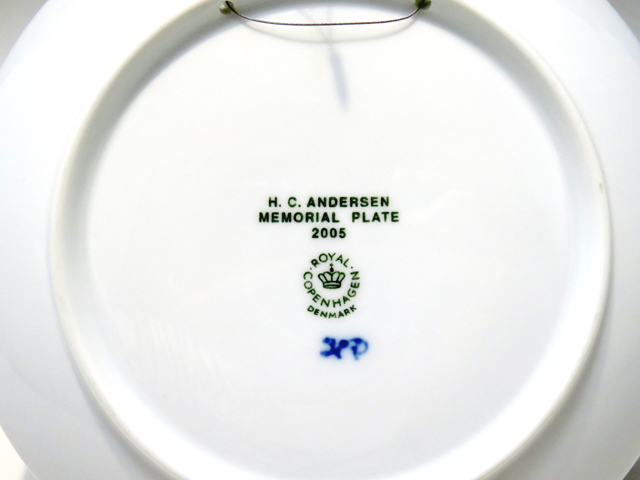 H. C. ANDERSEN
MEMORIAL PLATE
2005
ROYAL
COPENHAGEN
DENMARK